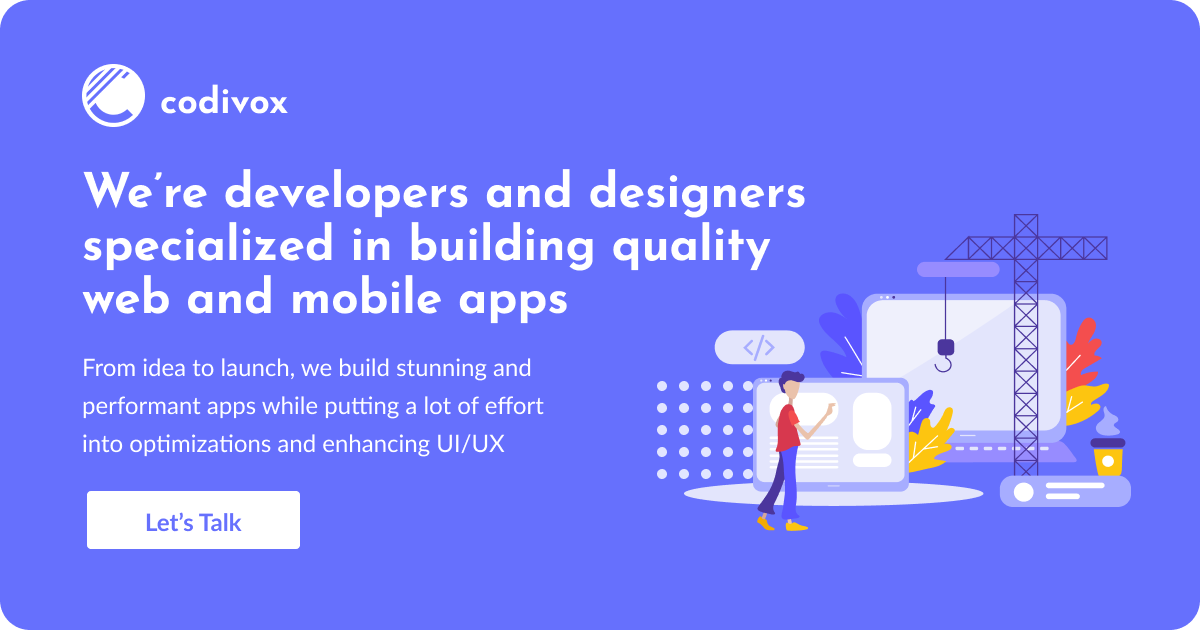 codivox
We're developers and designers
specialized in building quality
web and mobile apps
From idea to launch, we build stunning and
performant apps while putting a lot of effort
into optimizations and enhancing UI/UX
</>
Let's Talk